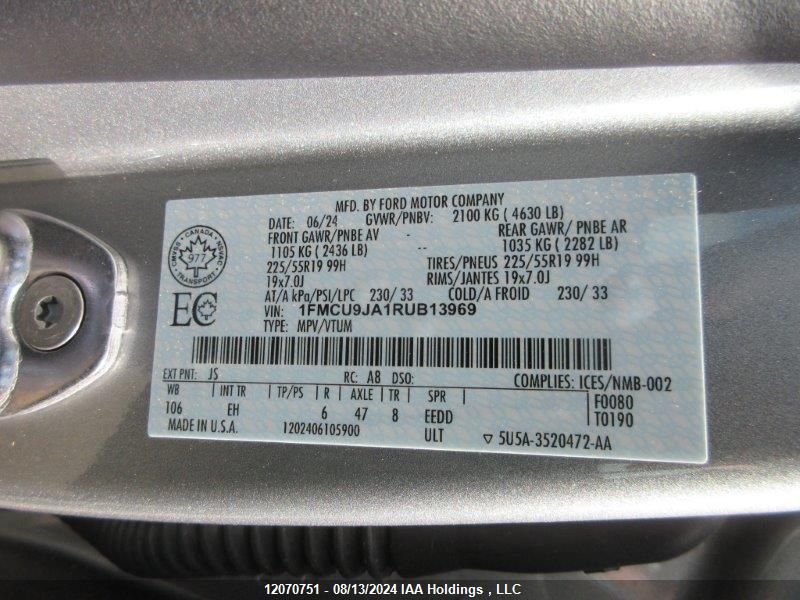 MFD. BY FORD MOTOR COMPANY
DATE: 06/24 GVWR/PNBV: 2100 KG ( 4630 LB)
FRONT GAWR/PNBE AV - REAR GAWR/ PNBE AR
1105 KG ( 2436 LB) -- 1035 KG ( 2282 LB)
225/55R19 99H TIRES/PNEUS 225/55R19 99H
19x7.0J RIMS/JANTES 19x7.0J
AT/A kPa/PSI/LPC 230/ 33 COLD/A FROID 230/ 33
VIN: 1FMCU9JA1RUB13969
TYPE: MPV/VTUM
CANADA
977
TRANSPORT
EC
EXT PNT: JS RC: A8 DSO: COMPLIES: ICES/NMB-002
WB INT TR TP/PS R AXLE TR SPR F0080
106 EH 6 47 8 EEDD T0190
MADE IN U.S.A. 1202406105900 ULT ▽ 5U5A-3520472-AA
12070751 - 08/13/2024 IAA Holdings , LLC